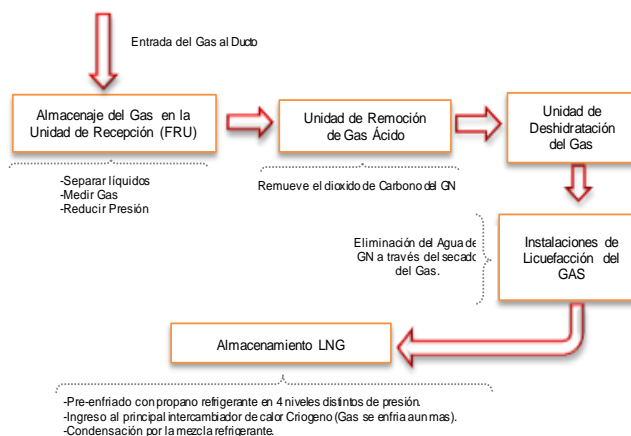 Entrada del Gas al Ducto
Almacenaje del Gas en la
Unidad de Recepción (FRU)
Unidad de Remoción
de Gas Ácido
Unidad de
Deshidratación
del Gas
-Separar líquidos
-Medir Gas
-Reducir Presión
Remueve el dioxido de Carbono del GN
Eliminación del Agua de
GN a través del secado
del Gas.
Instalaciones de
Licuefacción del
GAS
Almacenamiento LNG
-Pre-enfriado con propano refrigerante en 4 niveles distintos de presión.
-Ingreso al principal intercambiador de calor Criogeno (Gas se enfria aun mas).
-Condensación por la mezcla refrigerante.